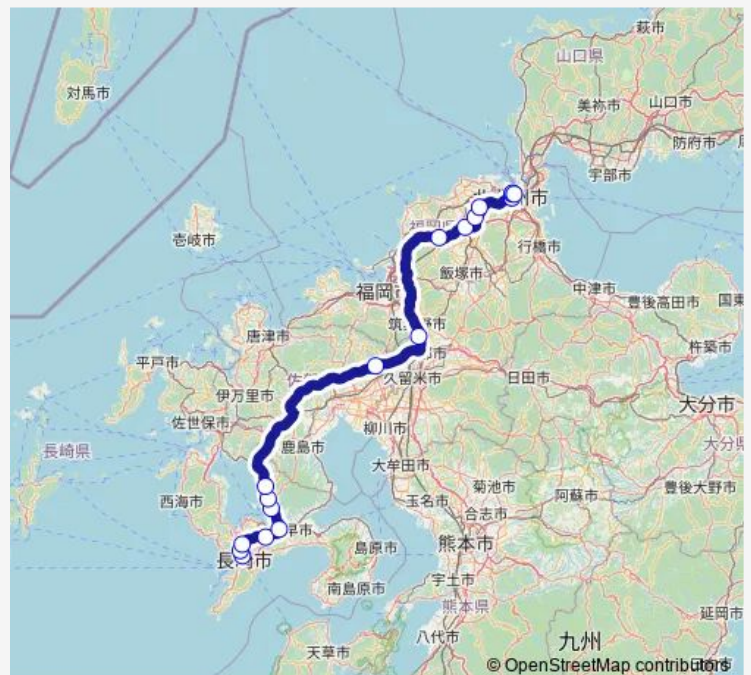 萩市
山口県
対馬市
美祢市
山口市
防府市
宇部市
州市
壱岐市
行橋市
飯塚市
福岡
中津市
豊後高田市
国東
唐津市
杵築市
平戸市
久留米市
日田市
伊万里市
大分市
佐世保市
柳川市
鹿島市
大分県
長崎県
大牟田市
西海市
玉名市
菊池市
阿蘇市
豊後大野市
合志市
早市
島原市
熊本市
長崎市
南島原市
宇土市
熊本県
延岡市
八代市
九州
天草市
© OpenStreetMap contributors